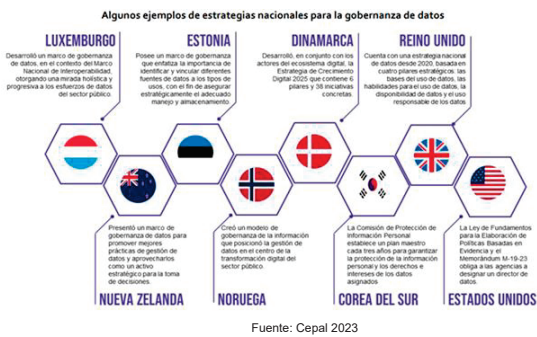 Algunos ejemplos de estrategias nacionales para la gobernanza de datos
LUXEMBURGO
Desarrolló un marco de gobernanza
de datos, en el contexto del Marco
Nacional de Interoperabilidad,
otorgando una mirada holística y
progresiva a los esfuerzos de datos
del sector público.
ESTONIA
Posee un marco de gobernanza
que enfatiza la importancia de
identificar y vincular diferentes
fuentes de datos a los tipos de
usos, con el fin de asegurar
estratégicamente el adecuado
manejo y almacenamiento.
DINAMARCA
Desarrolló, en conjunto con los
actores del ecosistema digital, la
Estrategia de Crecimiento
Digital 2025 que contiene 6
pilares y 38 iniciativas
concretas.
REINO UNIDO
Cuenta con una estrategia nacional
de datos desde 2020, basada en
cuatro pilares estratégicos: las
bases del uso de datos, las
habilidades para el uso de datos, la
disponibilidad de datos y el uso
responsable de los datos.
Presentó un marco de
gobernanza de datos para
promover mejores
prácticas de gestión de
datos y aprovecharlos
como un activo
estratégico para la toma
de decisiones.
NUEVA ZELANDA
Creó un modelo de
gobernanza de la información
que posicionó la gestión de
datos en el centro de la
transformación digital del
sector público.
NORUEGA
La Comisión de Protección de
Información Personal
establece un plan maestro
cada tres años para garantizar
la protección de la información
personal y los derechos e
intereses de los datos
asignados.
COREA DEL SUR
La Ley de Fundamentos
para la Elaboración de
Políticas Basadas en
Evidencia y el
Memorándum M-19-23
obliga a las agencias a
designar un director de
datos.
ESTADOS UNIDOS
Fuente: Cepal 2023